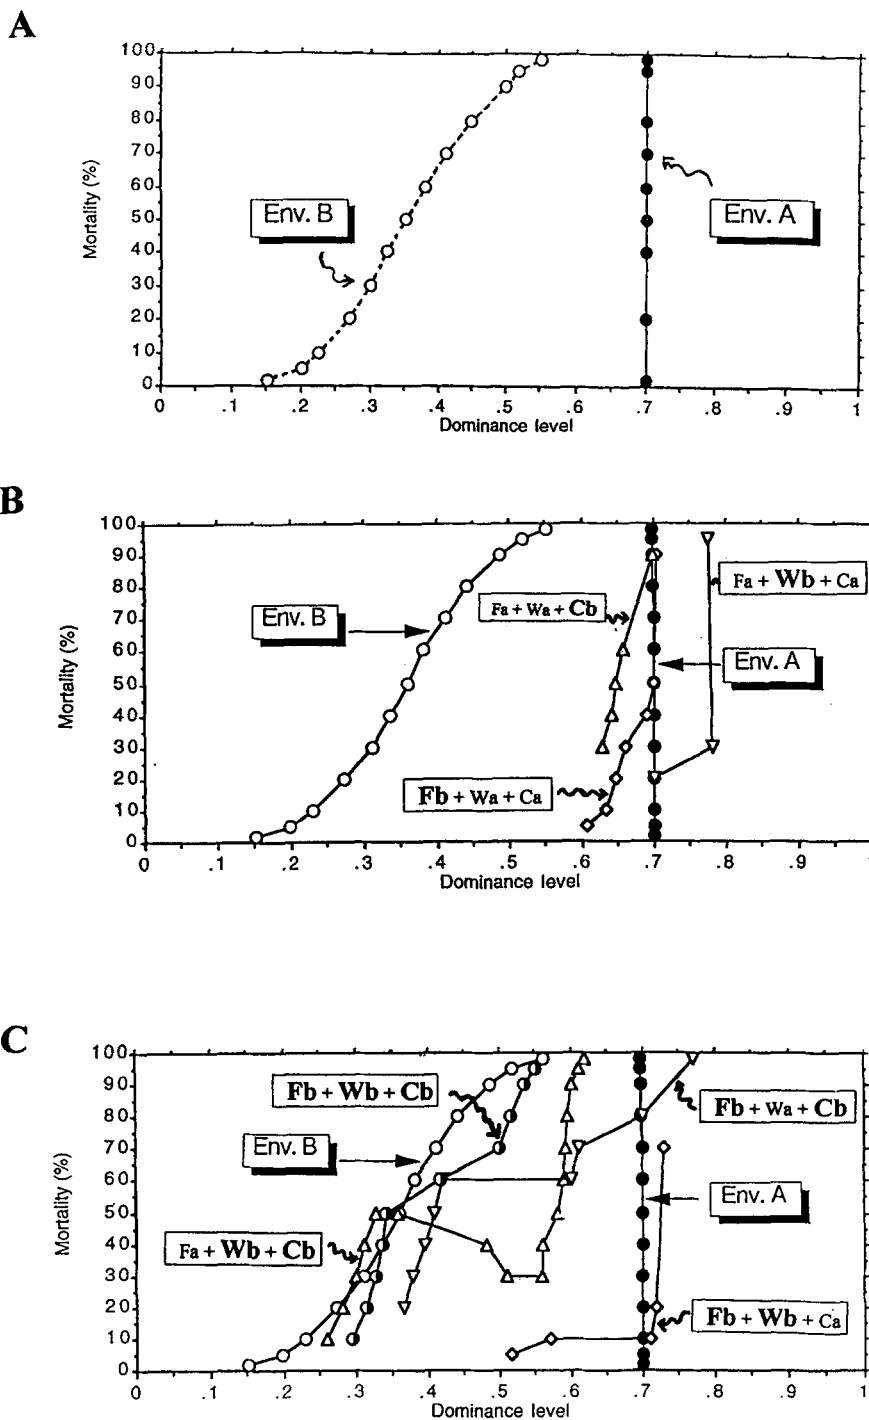 A
100
90
80
70
60
50
40
30
20
10
0
Mortality (%)
Env. B
Env. A
0 .1 .2 .3 .4 .5 .6 .7 .8 .9 1
Dominance level
B
100
90
80
70
60
50
40
30
20
10
0
Mortality (%)
Env. B
Fa + Wa + Cb
Fa + Wb + Ca
Env. A
Fb + Wa + Ca
0 .1 .2 .3 .4 .5 .6 .7 .8 .9
Dominance level
C
100
90
80
70
60
50
40
30
20
10
0
Mortality (%)
Fb + Wb + Cb
Fb + Wa + Cb
Env. B
Env. A
Fa + Wb + Cb
Fb + Wb + Ca
0 .1 .2 .3 .4 .5 .6 .7 .8 .9 1
Dominance level